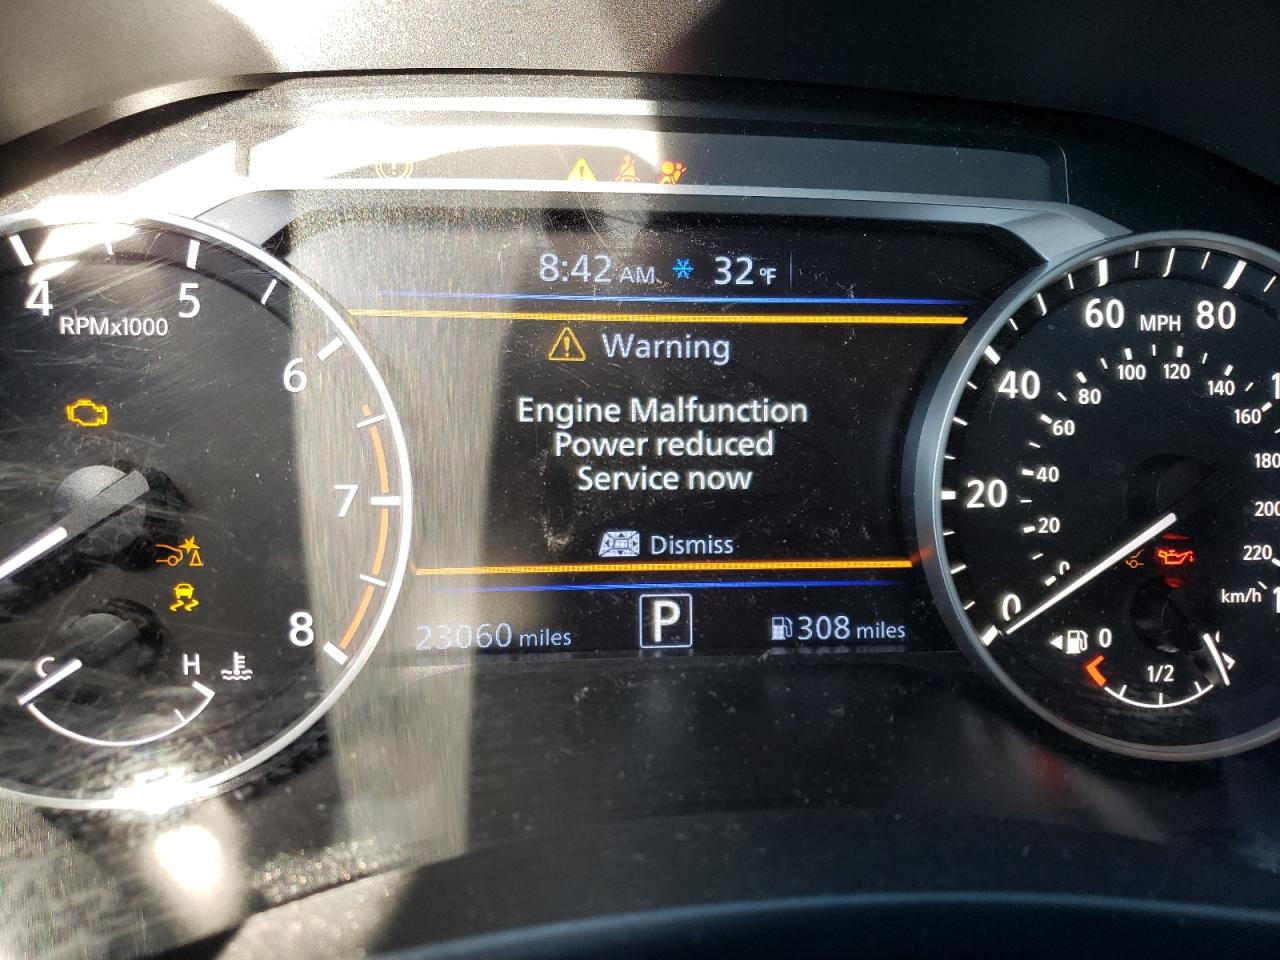 8:42 AM 32°F
Warning
Engine Malfunction
Power reduced
Service now
Dismiss
23060 miles
P
308 miles
4
5
RPMx1000
6
7
8
C
H
60
MPH
80
40
20
0
100
120
140
80
160
60
180
40
200
20
220
0
km/h
0
1/2